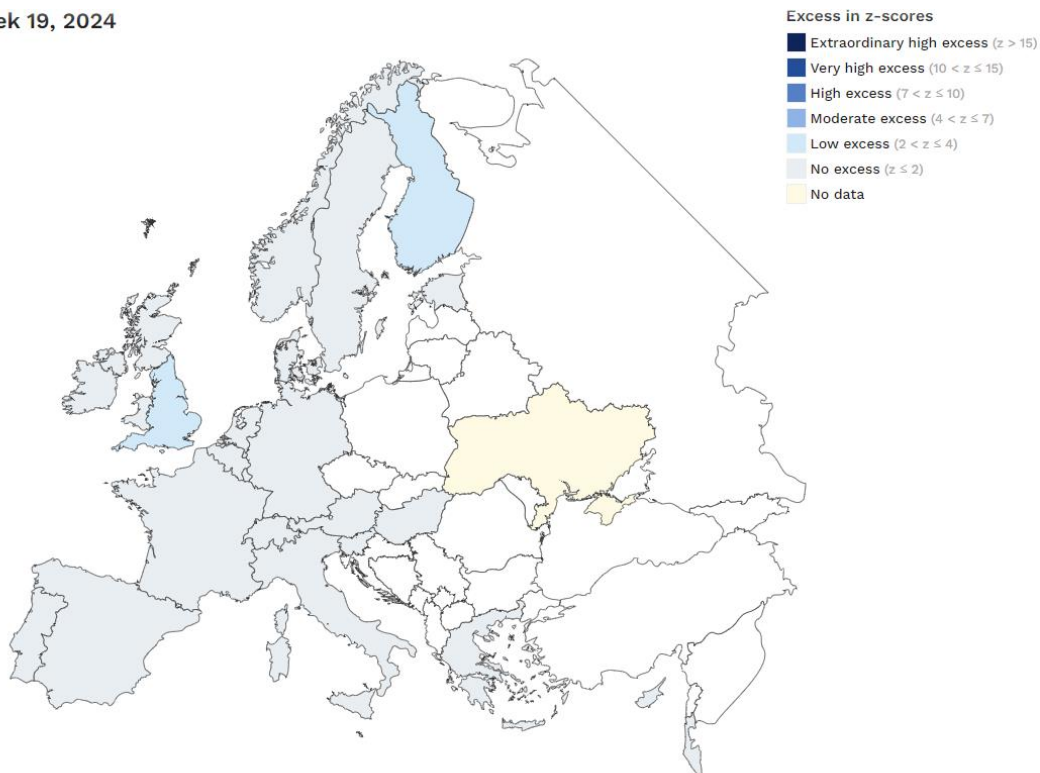 ek 19, 2024
Excess in z-scores
Extraordinary high excess (z > 15)
Very high excess (10 < z ≤ 15)
High excess (7 < z ≤ 10)
Moderate excess (4 < z ≤ 7)
Low excess (2 < z ≤ 4)
No excess (z ≤ 2)
No data